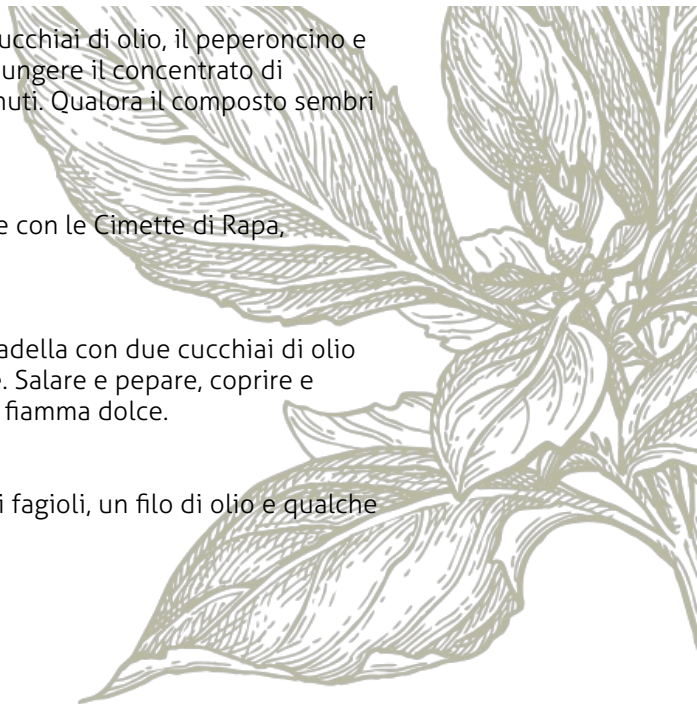 ucchiai di olio, il peperoncino e
ungere il concentrato di
nuti. Qualora il composto sembri
e con le Cimette di Rapa,
adella con due cucchiai di olio
e. Salare e pepare, coprire e
fiamma dolce.
i fagioli, un filo di olio e qualche